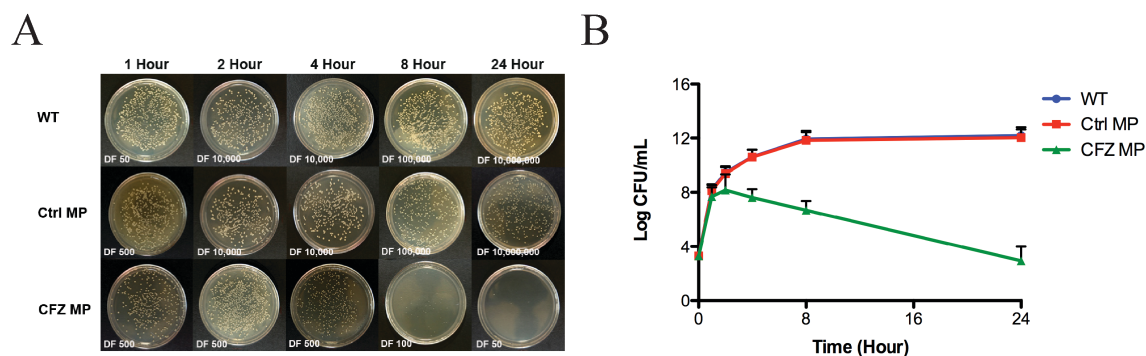 A
1 Hour 2 Hour 4 Hour 8 Hour 24 Hour
WT
DF 50 DF 10,000 DF 10,000 DF 100,000 DF 10,000,000
Ctrl MP
DF 500 DF 10,000 DF 10,000 DF 100,000 DF 10,000,000
CFZ MP
DF 500 DF 500 DF 500 DF 100 DF 50
B
16
12
8
4
0
Log CFU/mL
0 8 16 24
Time (Hour)
WT
Ctrl MP
CFZ MP